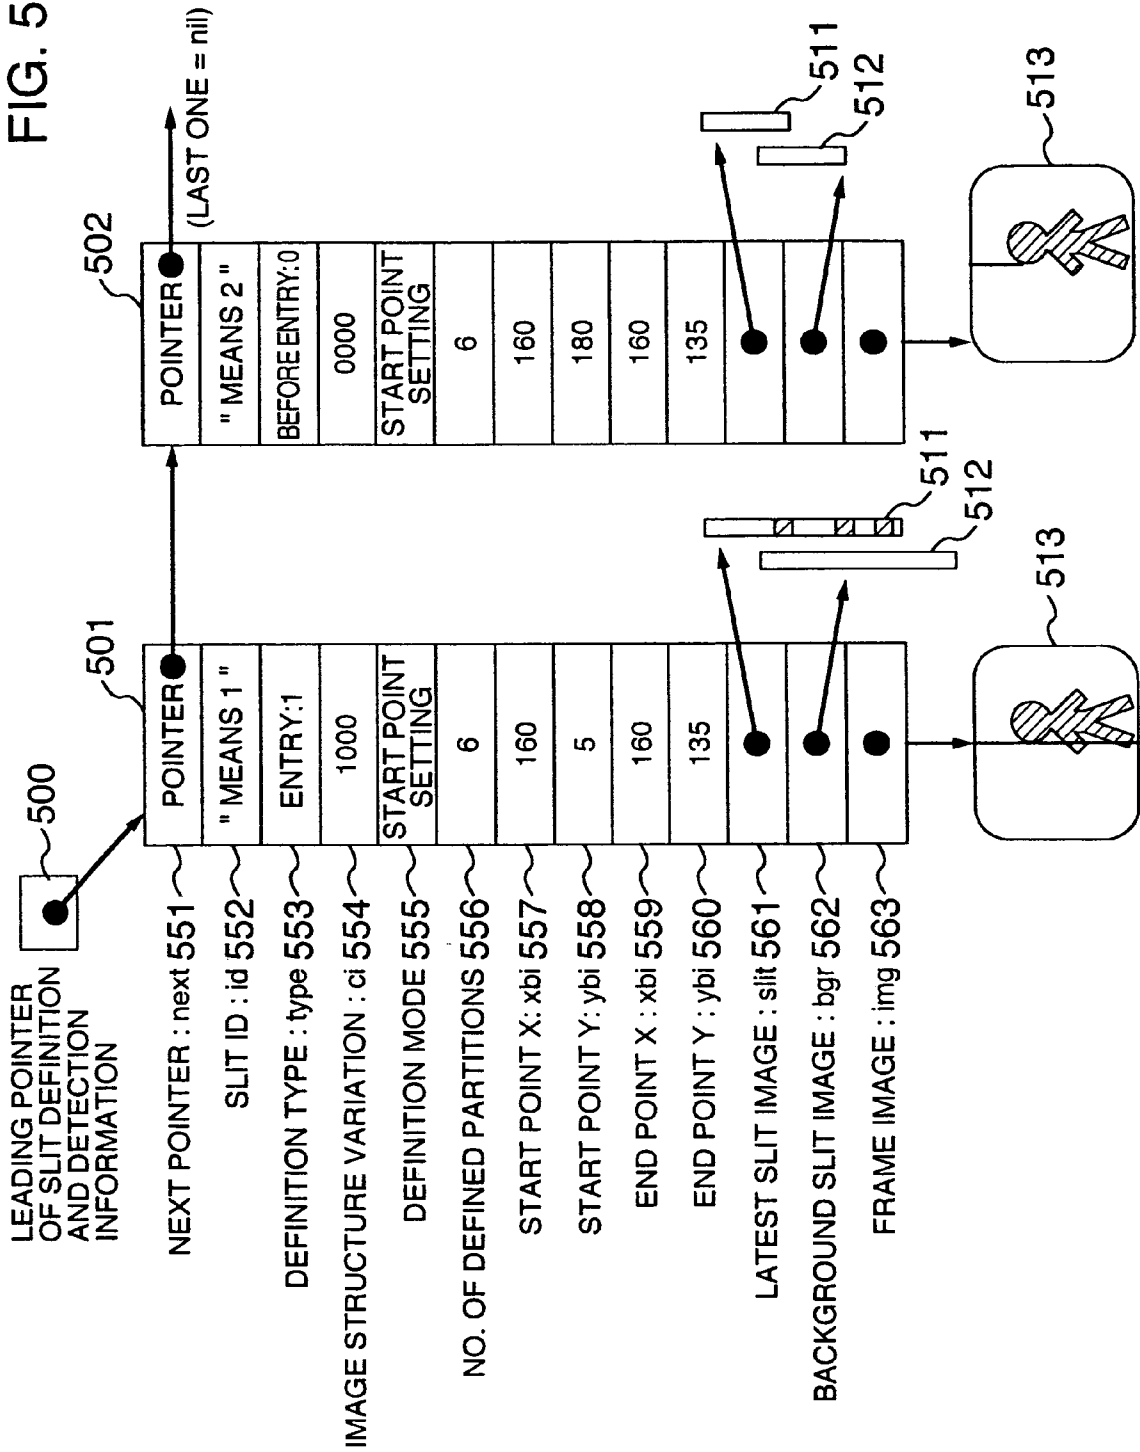 FIG. 5
LEADING POINTER
OF SLIT DEFINITION
AND DETECTION
INFORMATION
500
501
502
NEXT POINTER : next 551
POINTER
POINTER
(LAST ONE = nil)
SLIT ID : id 552
" MEANS 1 "
" MEANS 2 "
DEFINITION TYPE : type 553
ENTRY:1
BEFORE ENTRY:0
IMAGE STRUCTURE VARIATION : ci 554
1000
0000
DEFINITION MODE 555
START POINT
SETTING
START POINT
SETTING
NO. OF DEFINED PARTITIONS 556
6
6
START POINT X: xbi 557
160
160
START POINT Y: ybi 558
5
180
END POINT X : xbi 559
160
160
END POINT Y : ybi 560
135
135
LATEST SLIT IMAGE : slit 561
511
511
BACKGROUND SLIT IMAGE : bgr 562
512
512
FRAME IMAGE : img 563
513
513